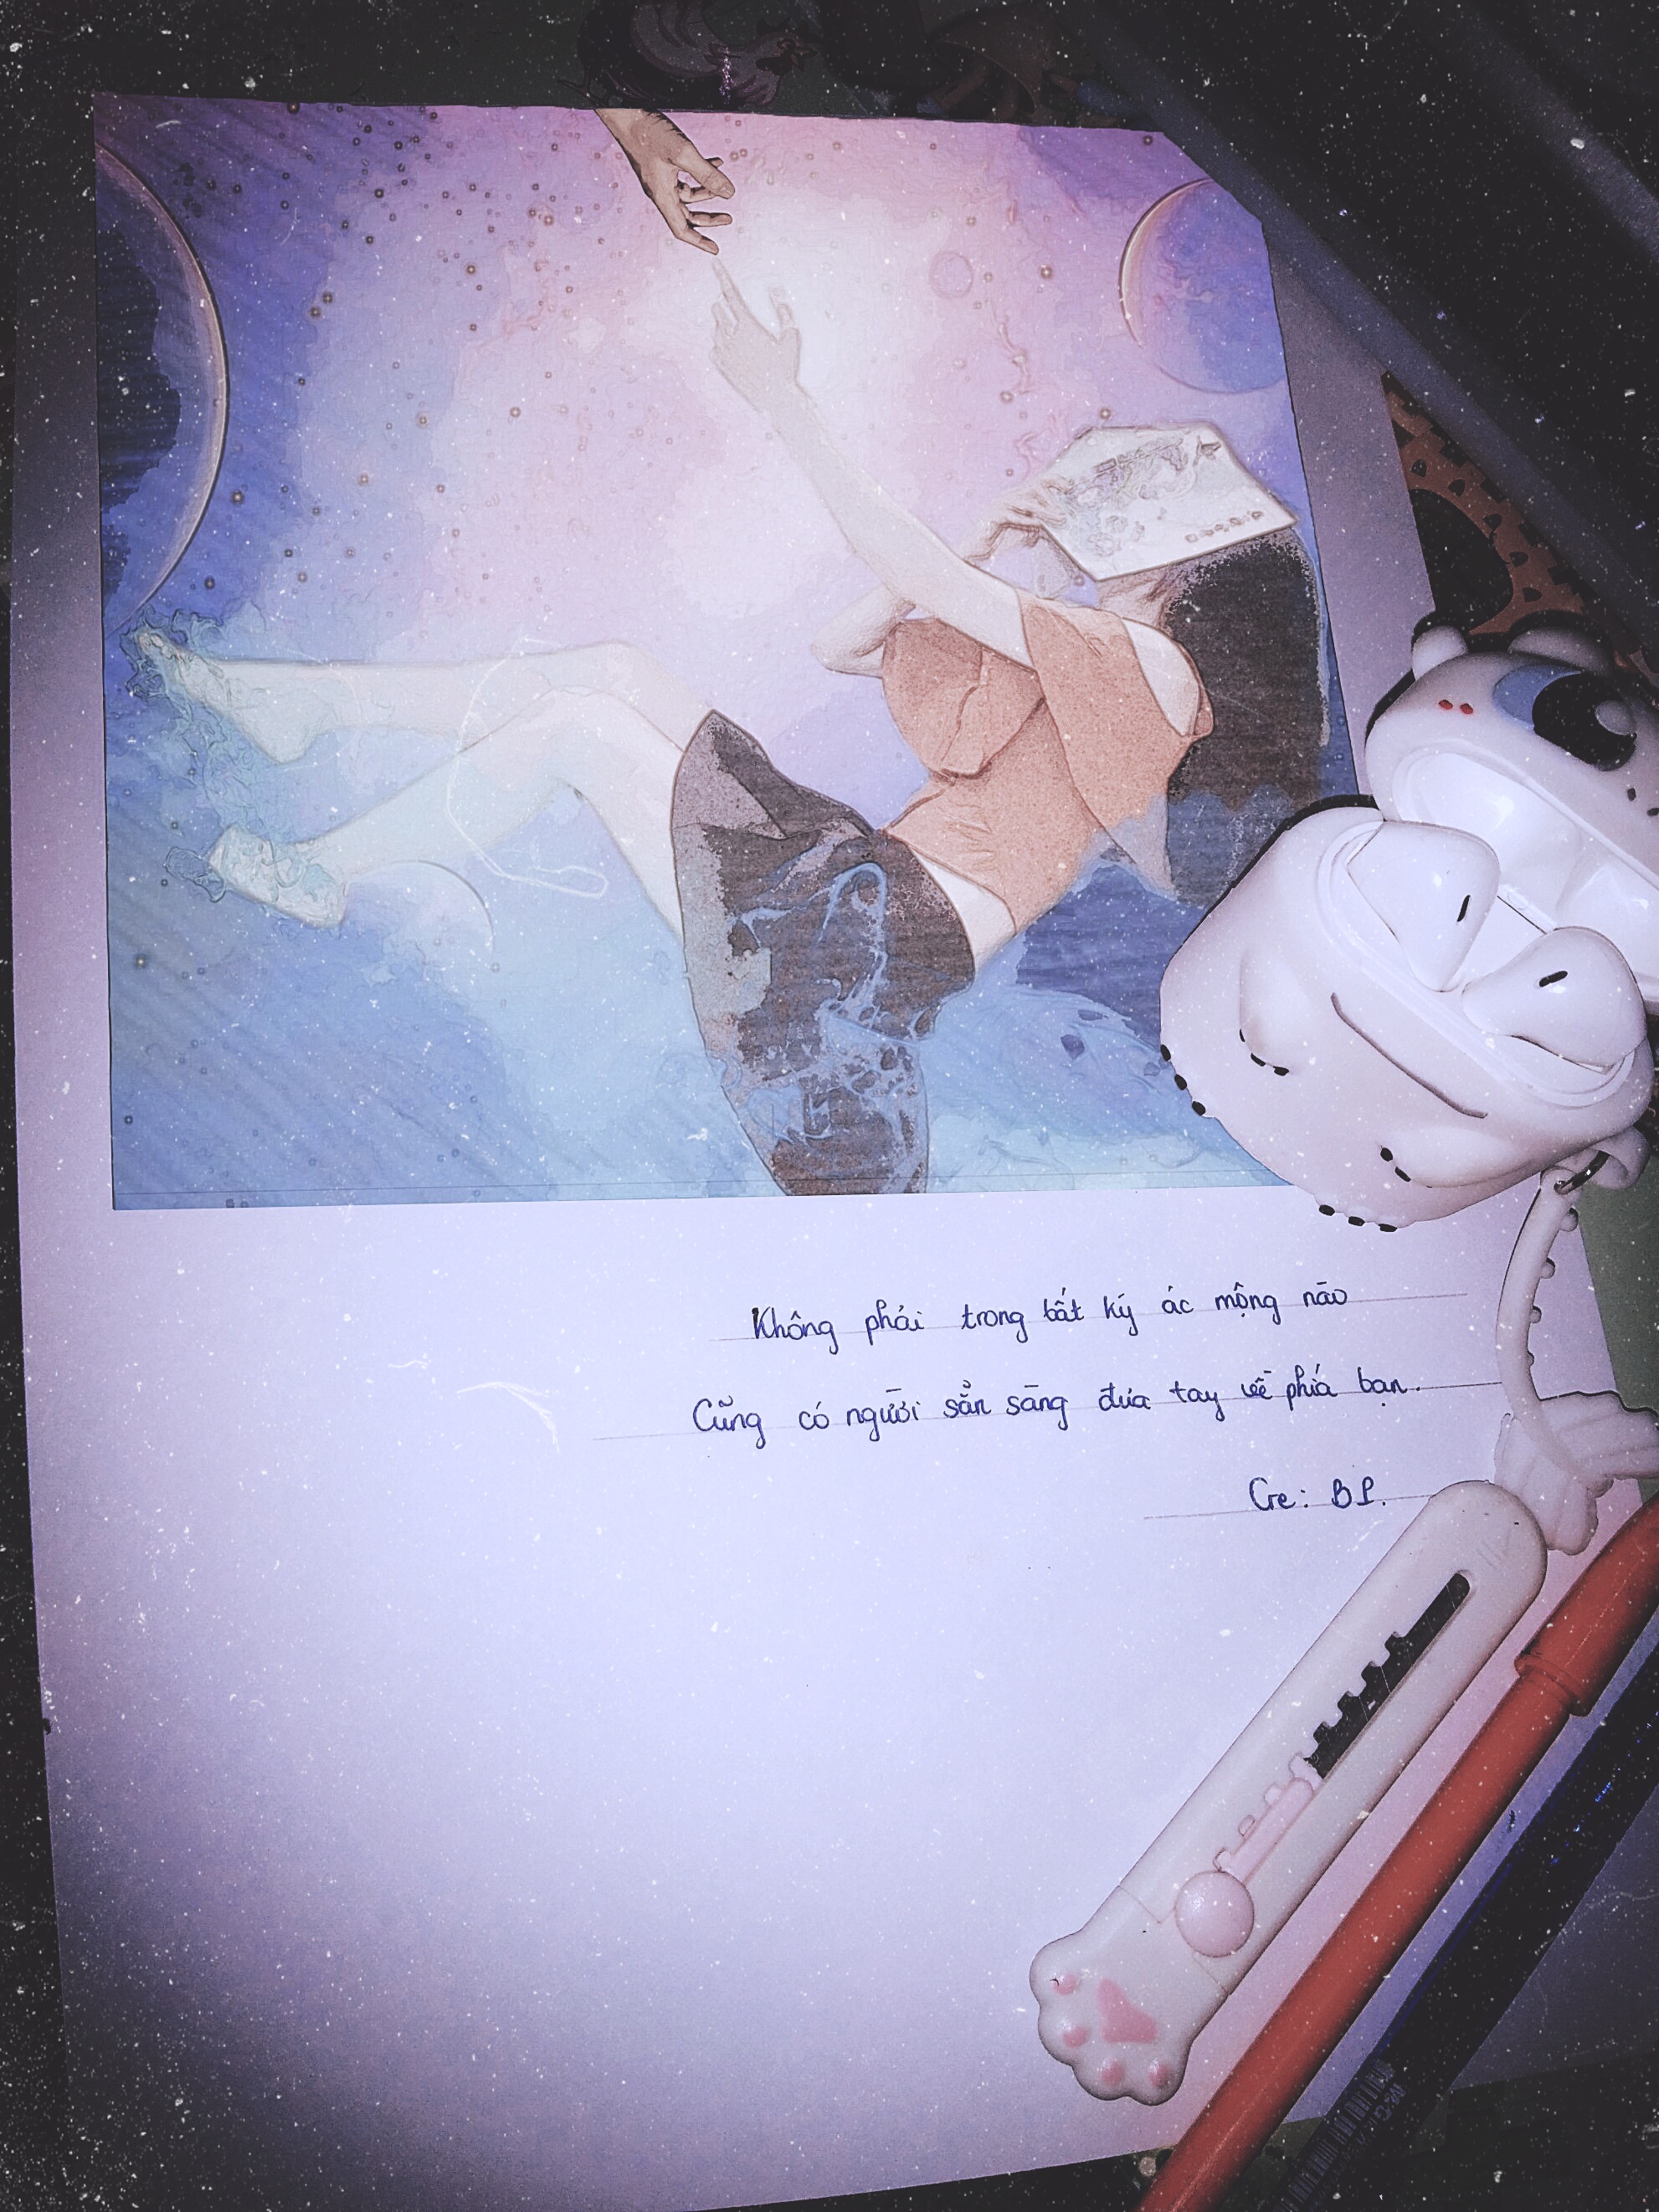 Không phải trong bất kỳ ác mộng nào
Cũng có người sẵn sàng đưa tay về phía bạn.
Cre: BP.